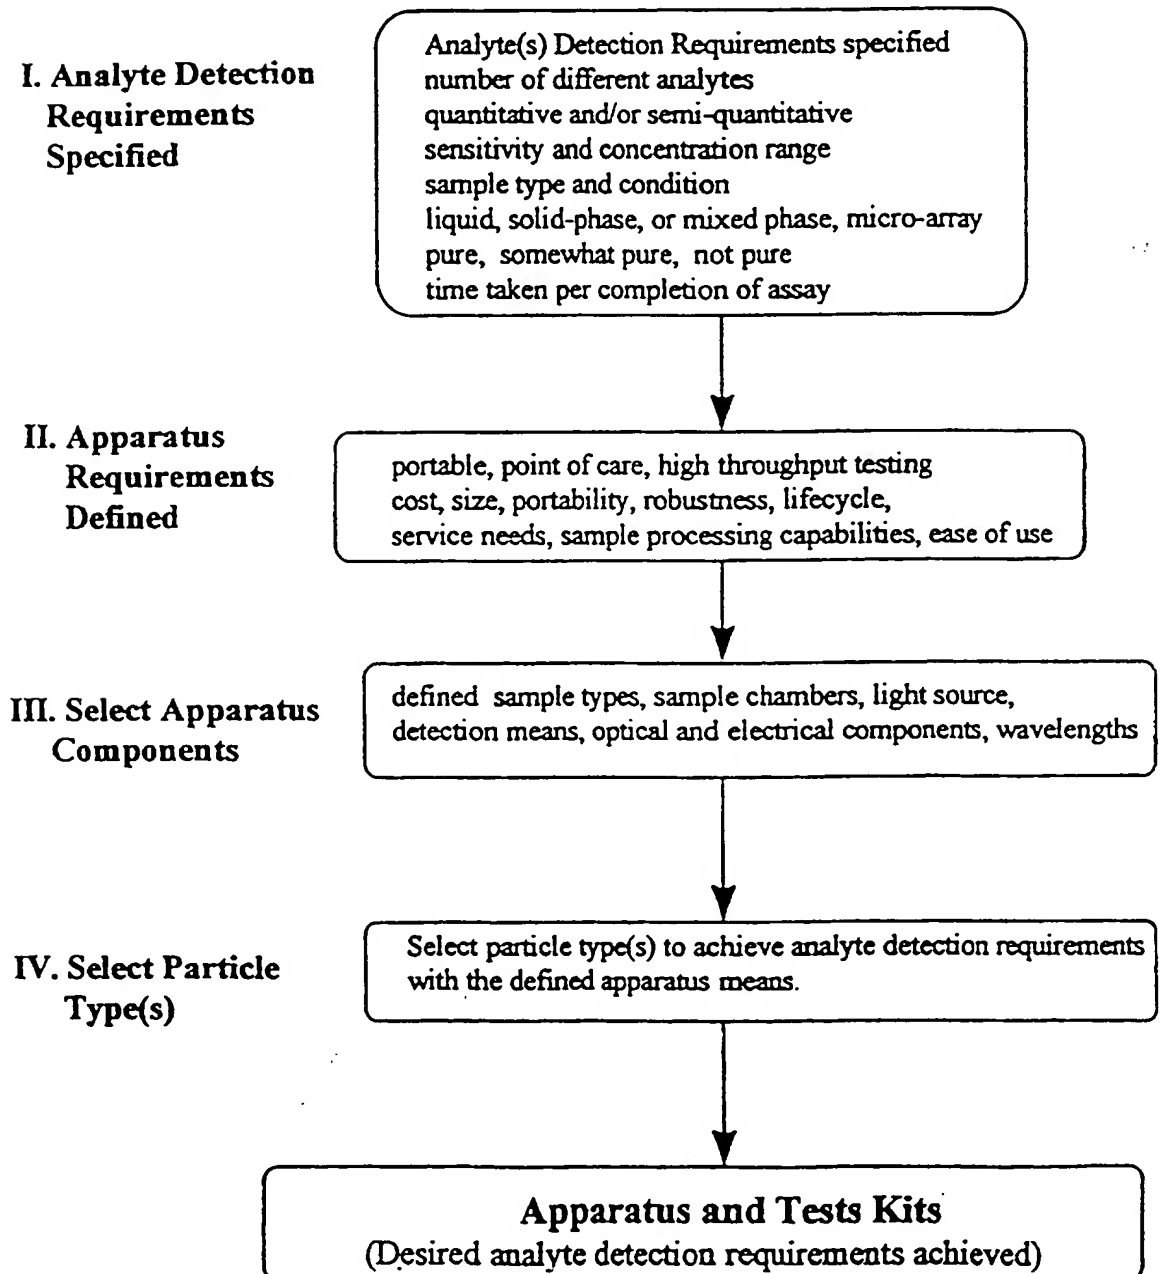 I. Analyte Detection
Requirements
Specified
Analyte(s) Detection Requirements specified
number of different analytes
quantitative and/or semi-quantitative
sensitivity and concentration range
sample type and condition
liquid, solid-phase, or mixed phase, micro-array
pure, somewhat pure, not pure
time taken per completion of assay
II. Apparatus
Requirements
Defined
portable, point of care, high throughput testing
cost, size, portability, robustness, lifecycle,
service needs, sample processing capabilities, ease of use
III. Select Apparatus
Components
defined sample types, sample chambers, light source,
detection means, optical and electrical components, wavelengths
IV. Select Particle
Type(s)
Select particle type(s) to achieve analyte detection requirements
with the defined apparatus means.
Apparatus and Tests Kits
(Desired analyte detection requirements achieved)